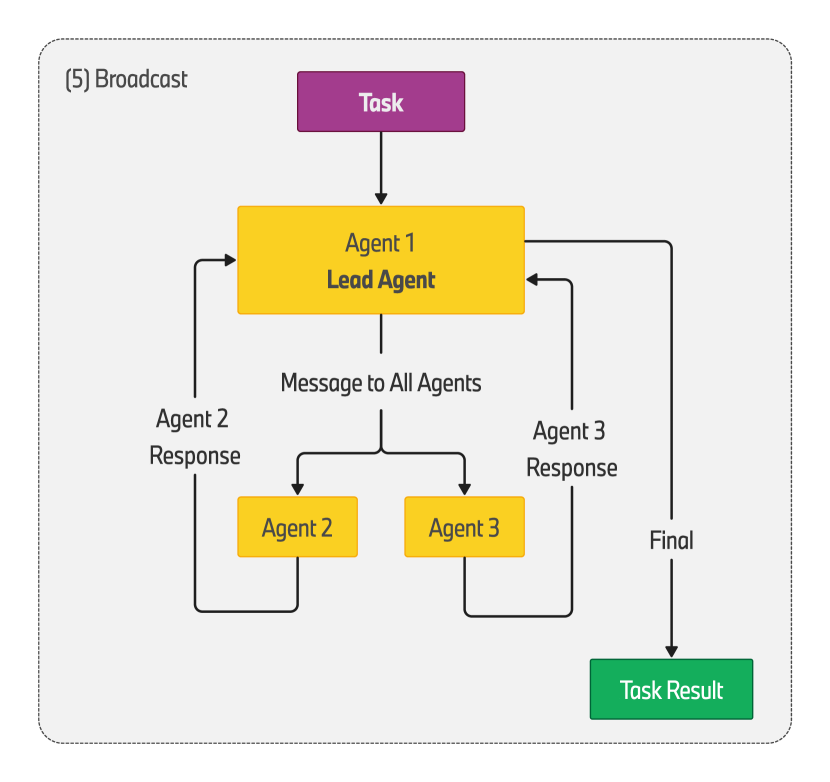 (5) Broadcast
Task
Agent 1
Lead Agent
Message to All Agents
Agent 2
Response
Agent 3
Response
Agent 2
Agent 3
Final
Task Result